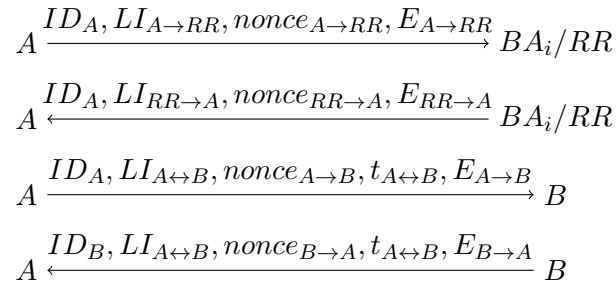 ID_A, LI_{A→RR}, nonce_{A→RR}, E_{A→RR}
A ⟶ BA_i/RR
ID_A, LI_{RR→A}, nonce_{RR→A}, E_{RR→A}
A ⟵ BA_i/RR
ID_A, LI_{A↔B}, nonce_{A→B}, t_{A↔B}, E_{A→B}
A ⟶ B
ID_B, LI_{A↔B}, nonce_{B→A}, t_{A↔B}, E_{B→A}
A ⟵ B